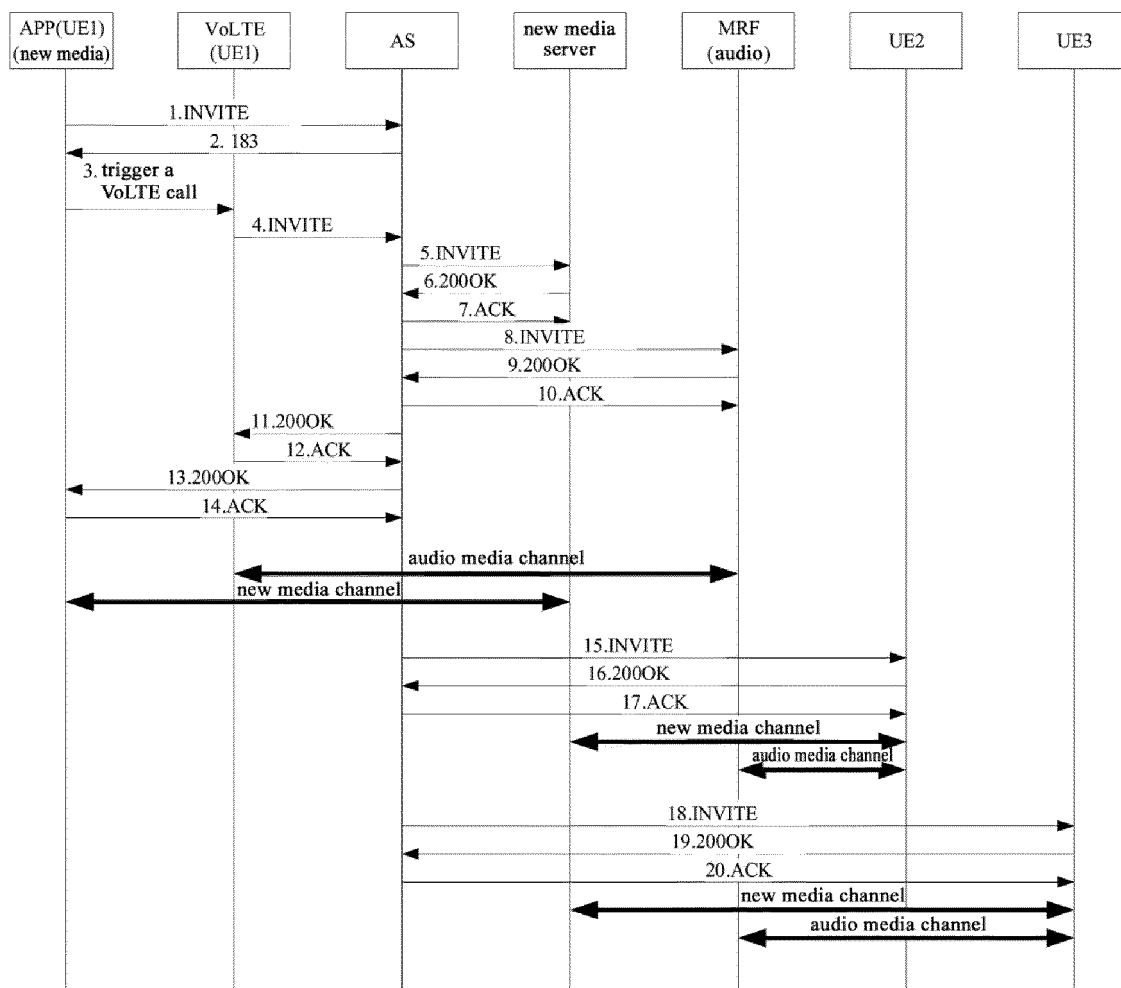 APP(UE1)
(new media)
VoLTE
(UE1)
AS
new media
server
MRF
(audio)
UE2
UE3
1.INVITE
2. 183
3. trigger a
VoLTE call
4.INVITE
5.INVITE
6.200OK
7.ACK
8.INVITE
9.200OK
10.ACK
11.200OK
12.ACK
13.200OK
14.ACK
audio media channel
new media channel
15.INVITE
16.200OK
17.ACK
new media channel
audio media channel
18.INVITE
19.200OK
20.ACK
new media channel
audio media channel